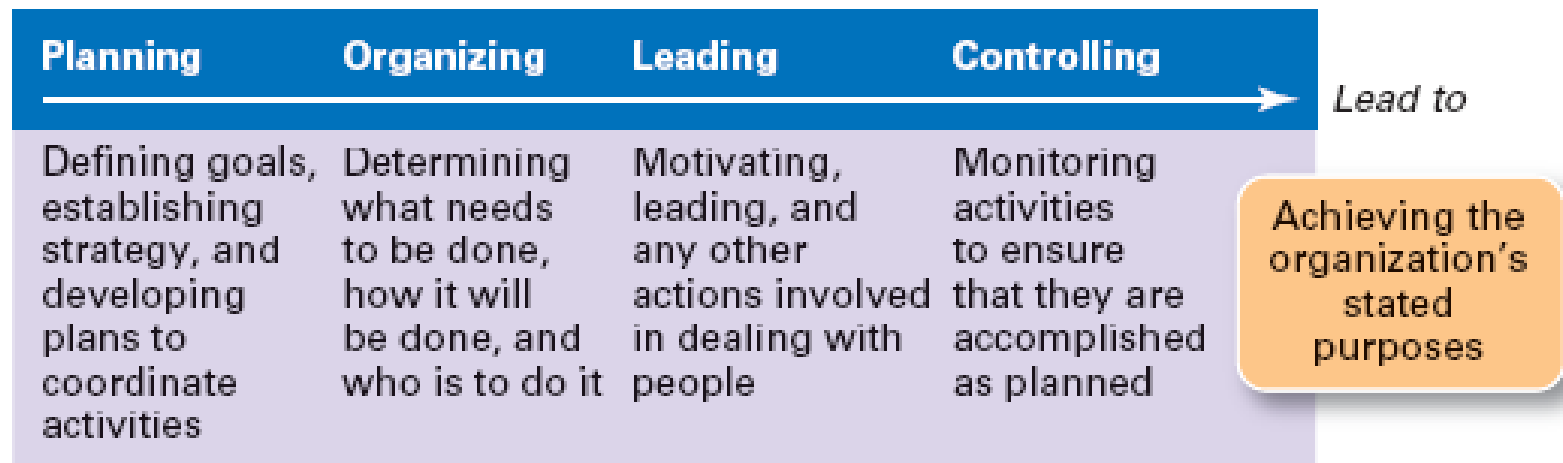 Planning
Organizing
Leading
Controlling
Lead to
Defining goals,
establishing
strategy, and
developing
plans to
coordinate
activities
Determining
what needs
to be done,
how it will
be done, and
who is to do it
Motivating,
leading, and
any other
actions involved
in dealing with
people
Monitoring
activities
to ensure
that they are
accomplished
as planned
Achieving the
organization's
stated
purposes